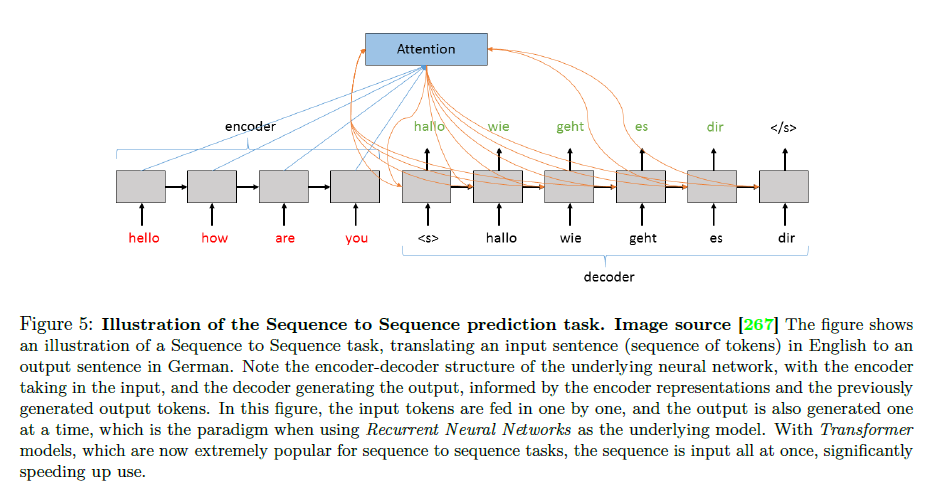 Attention
encoder
hallo wie geht es dir </s>
hello how are you <s> hallo wie geht es dir
decoder
Figure 5: Illustration of the Sequence to Sequence prediction task. Image source [267] The figure shows
an illustration of a Sequence to Sequence task, translating an input sentence (sequence of tokens) in English to an
output sentence in German. Note the encoder-decoder structure of the underlying neural network, with the encoder
taking in the input, and the decoder generating the output, informed by the encoder representations and the previously
generated output tokens. In this figure, the input tokens are fed in one by one, and the output is also generated one
at a time, which is the paradigm when using Recurrent Neural Networks as the underlying model. With Transformer
models, which are now extremely popular for sequence to sequence tasks, the sequence is input all at once, significantly
speeding up use.